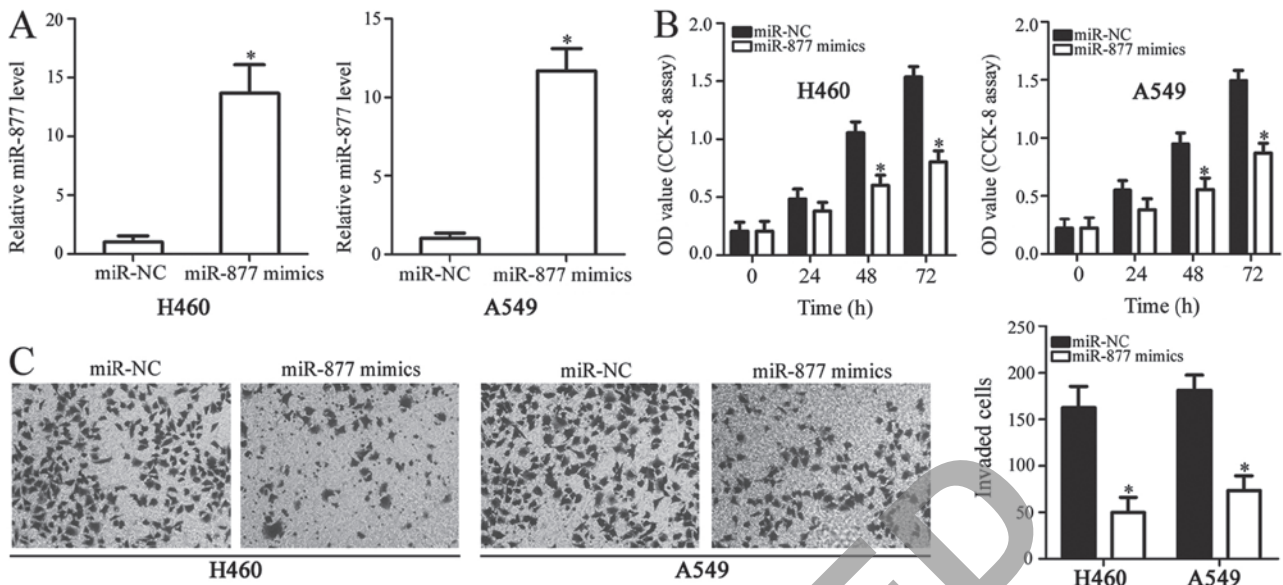 A
Relative miR-877 level
20
15
10
5
0
*
miR-NC
miR-877 mimics
H460
Relative miR-877 level
15
10
5
0
*
miR-NC
miR-877 mimics
A549
B
OD value (CCK-8 assay)
2.0
1.5
1.0
0.5
0.0
miR-NC
miR-877 mimics
H460
*
*
0 24 48 72
Time (h)
OD value (CCK-8 assay)
2.0
1.5
1.0
0.5
0.0
miR-NC
miR-877 mimics
A549
*
*
0 24 48 72
Time (h)
C
miR-NC
miR-877 mimics
H460
miR-NC
miR-877 mimics
A549
Invaded cells
250
200
150
100
50
0
miR-NC
miR-877 mimics
*
*
H460 A549